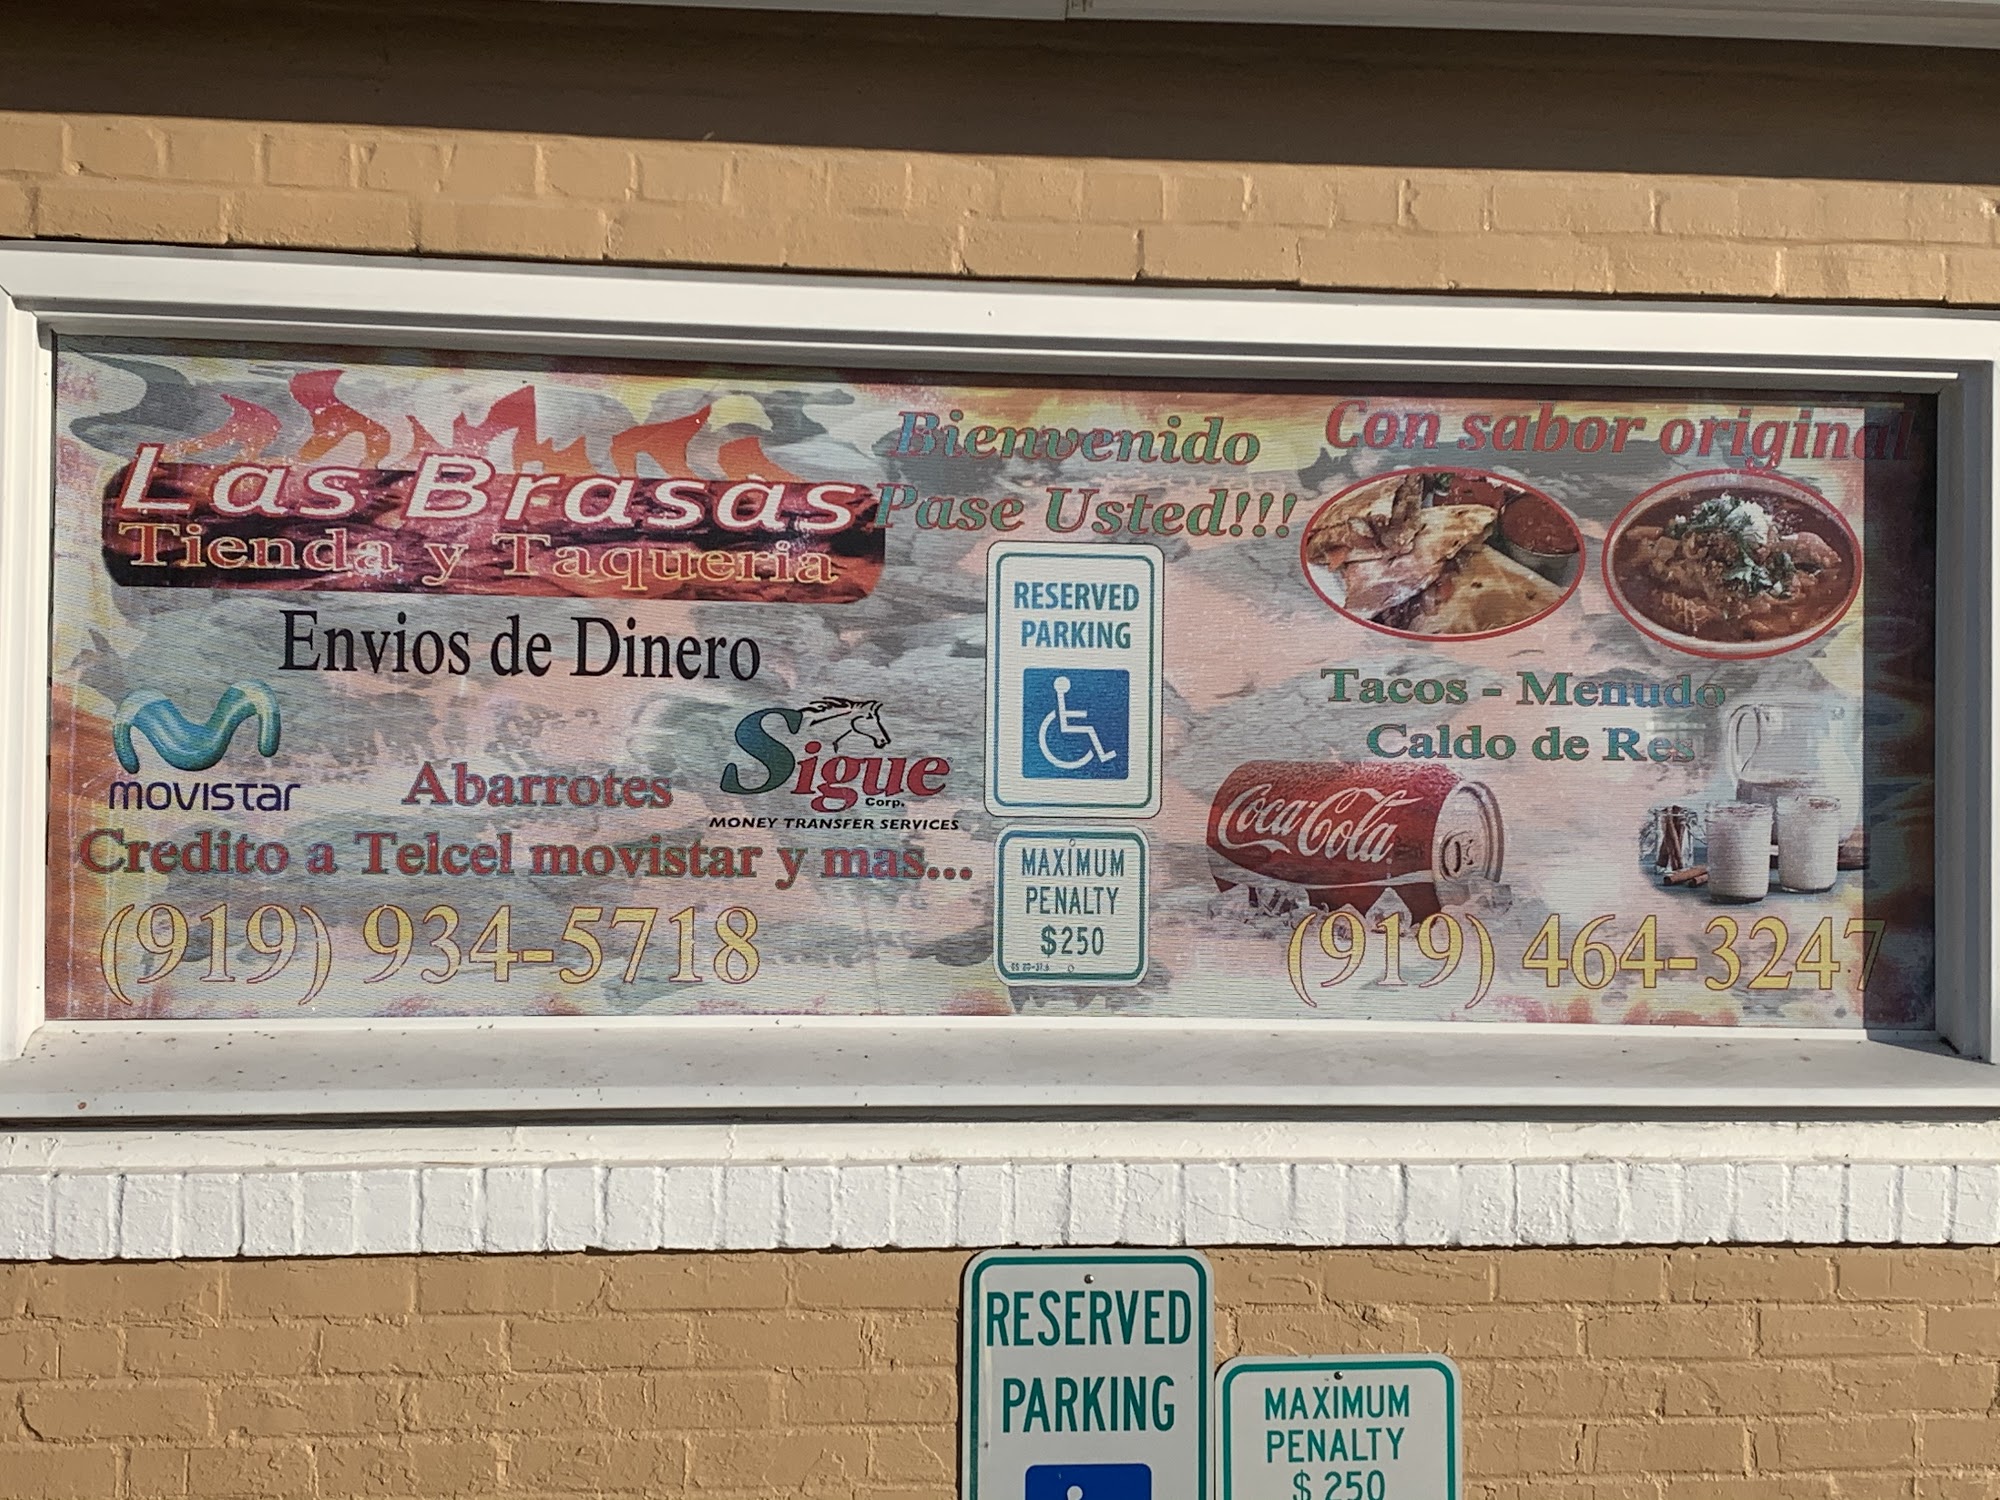 Las Brasàs
Tienda y Taqueria
Envios de Dinero
movistar
Abarrotes
Sigue
Corp.
MONEY TRANSFER SERVICES
Credito a Telcel movistar y mas...
(919) 934-5718
Bienvenido
Pase Usted!!!
RESERVED
PARKING
MAXIMUM
PENALTY
$250
Con sabor original
Tacos - Menudo
Caldo de Res
Coca-Cola
(919) 464-3247
RESERVED
PARKING
MAXIMUM
PENALTY
$ 250